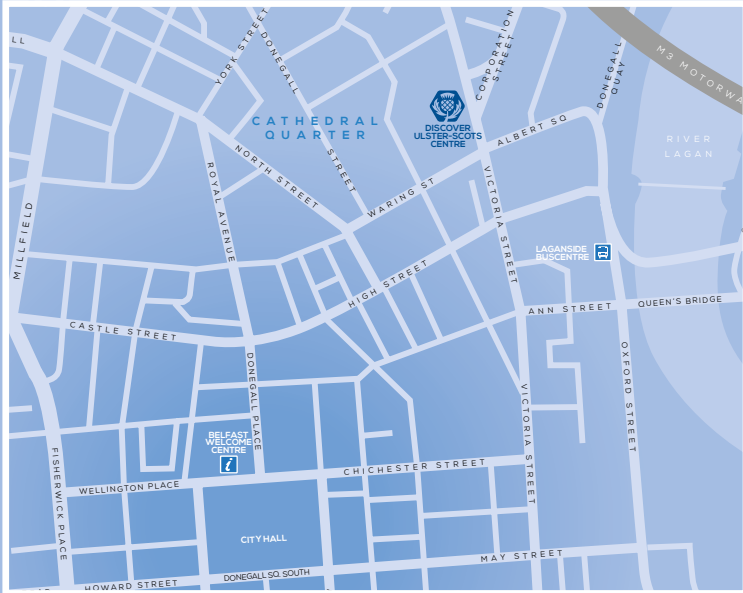 LL
YORK STREET
DONEGALL
STREET
CORPORATION
STREET
DONEGALL
QUAY
M3 MOTORWA
CATHEDRAL
QUARTER
DISCOVER
ULSTER-SCOTS
CENTRE
ALBERT SQ
RIVER
LAGAN
NORTH STREET
ROYAL AVENUE
WARING ST
VICTORIA STREET
MILLFIELD
LAGANSIDE
BUSCENTRE
HIGH STREET
ANN STREET
QUEEN'S BRIDGE
CASTLE STREET
DONEGALL PLACE
OXFORD STREET
VICTORIA STREET
BELFAST
WELCOME
CENTRE
i
FISHERWICK PLACE
WELLINGTON PLACE
CHICHESTER STREET
CITY HALL
MAY STREET
HOWARD STREET
DONEGALL SQ. SOUTH